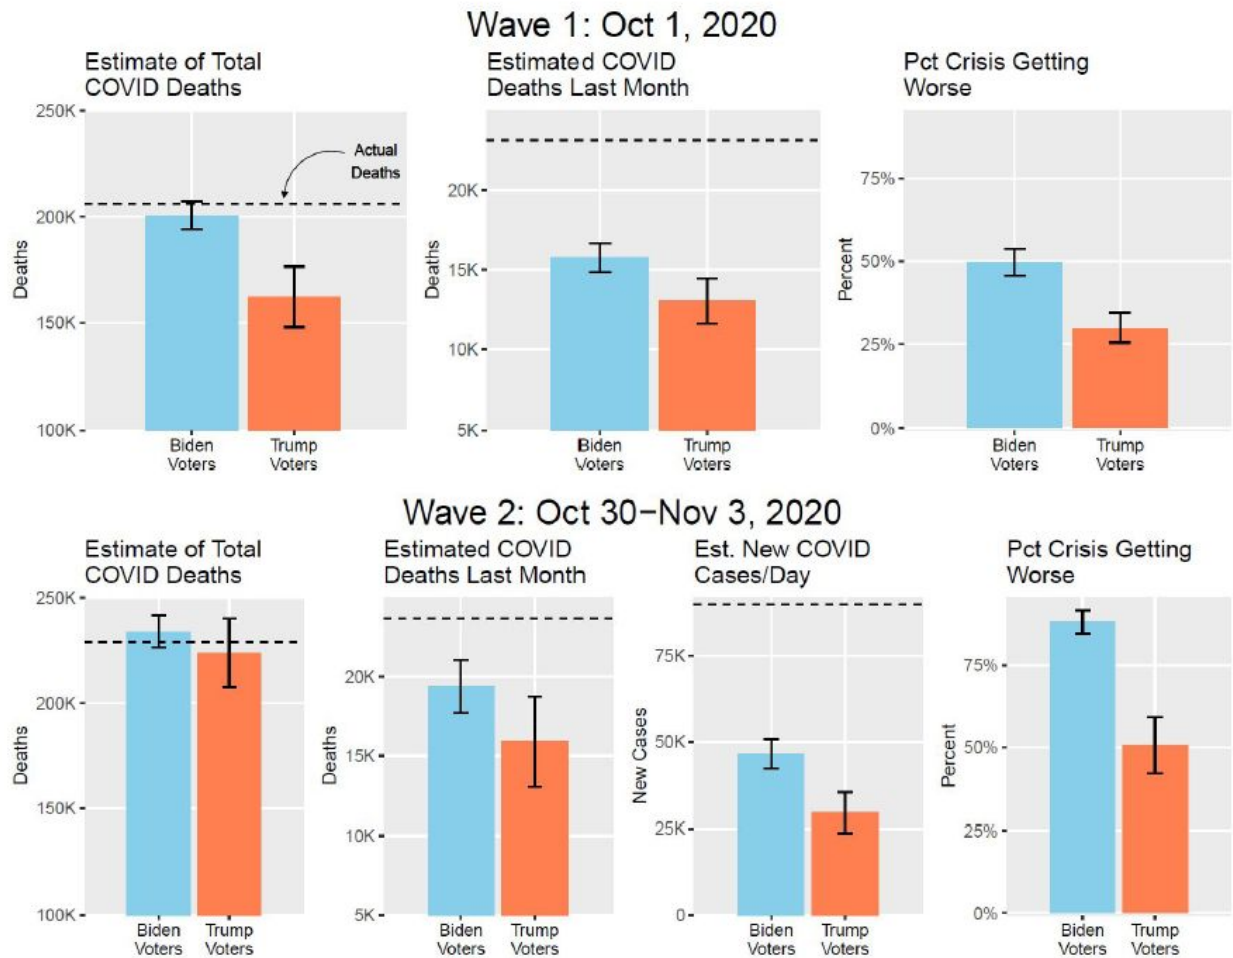 Wave 1: Oct 1, 2020
Estimate of Total
COVID Deaths
250K
200K
150K
100K
Deaths
Actual
Deaths
Biden
Voters
Trump
Voters
Estimated COVID
Deaths Last Month
20K
15K
10K
5K
Deaths
Biden
Voters
Trump
Voters
Pct Crisis Getting
Worse
75%
50%
25%
0%
Percent
Biden
Voters
Trump
Voters
Wave 2: Oct 30−Nov 3, 2020
Estimate of Total
COVID Deaths
250K
200K
150K
100K
Deaths
Biden
Voters
Trump
Voters
Estimated COVID
Deaths Last Month
20K
15K
10K
5K
Deaths
Biden
Voters
Trump
Voters
Est. New COVID
Cases/Day
75K
50K
25K
0
New Cases
Biden
Voters
Trump
Voters
Pct Crisis Getting
Worse
75%
50%
25%
0%
Percent
Biden
Voters
Trump
Voters